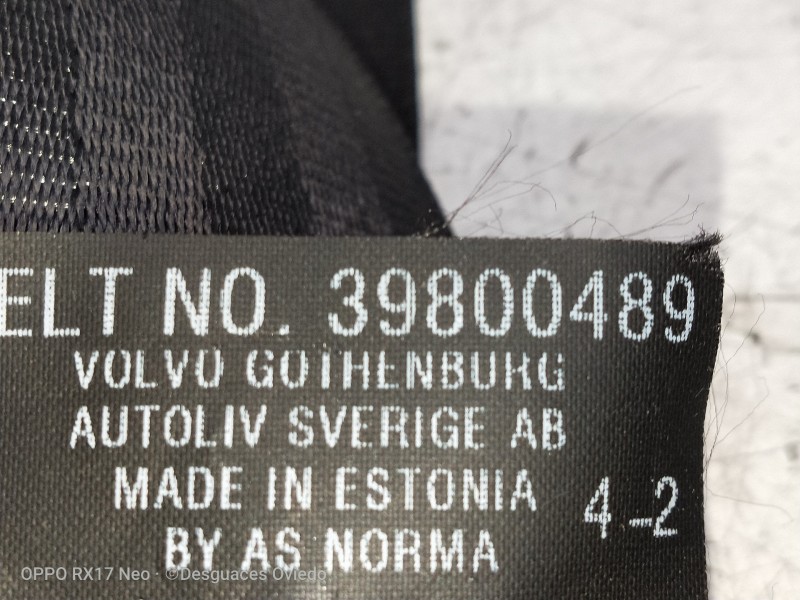 ELT NO. 39800489
VOLVO GOTHENBURG
AUTOLIV SVERIGE AB
MADE IN ESTONIA 4-2
BY AS NORMA
OPPO RX17 Neo · ©Desguaces Oviedo